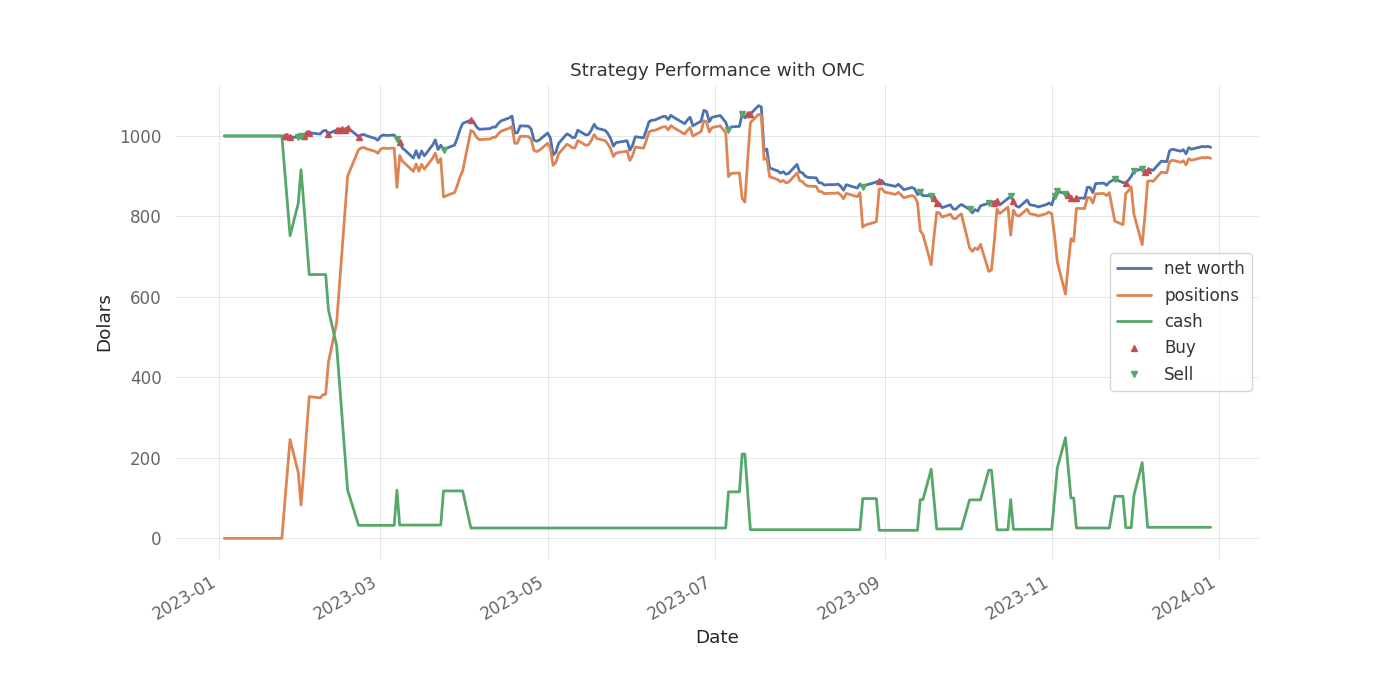 Strategy Performance with OMC
1000
800
600
400
200
0
Dolars
net worth
positions
cash
Buy
Sell
2023-01
2023-03
2023-05
2023-07
2023-09
2023-11
2024-01
Date